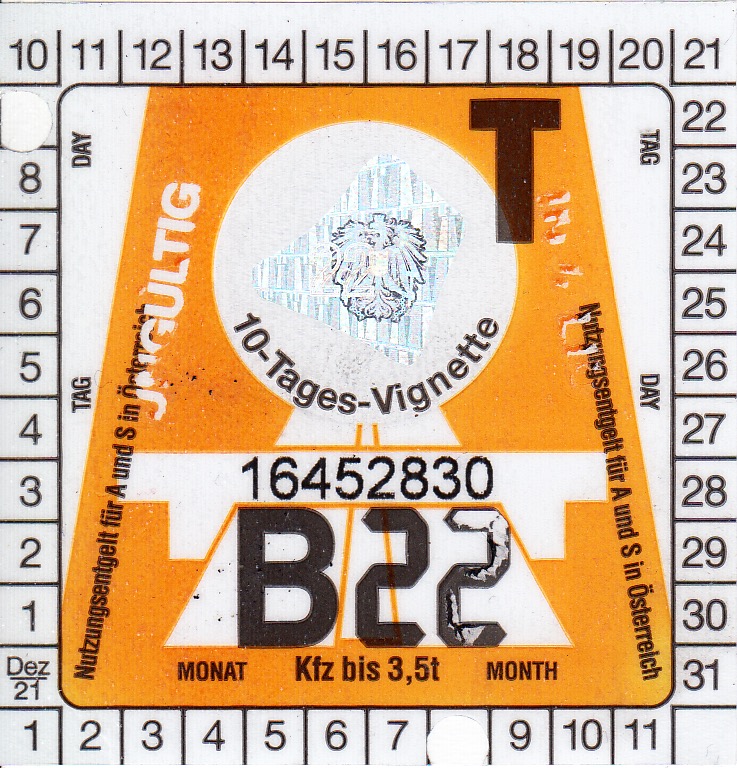 10 11 12 13 14 15 16 17 18 19 20 21
22
8 23
7 24
6 25
5 26
4 27
3 28
2 29
1 30
Dez 21 31
1 2 3 4 5 6 7 9 10 11
DAY
TAG
T
TAG
DAY
10-Tages-Vignette
Nutzungsentgelt für A und S in Österreich
Nutzungsentgelt für A und S in Österreich
16452830
B22
MONAT Kfz bis 3,5t MONTH